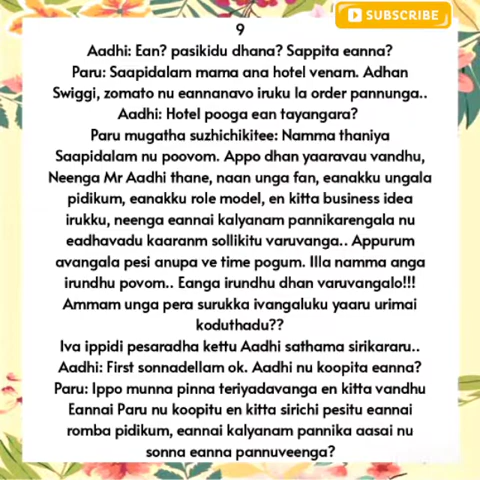 SUBSCRIBE
9
Aadhi: Ean? pasikidu dhana? Sappita eanna?
Paru: Saapidalam mama ana hotel venam. Adhan
Swiggi, zomato nu eannanavo iruku la order pannunga..
Aadhi: Hotel pooga ean tayangara?
Paru mugatha suzhichikitee: Namma thaniya
Saapidalam nu poovom. Appo dhan yaaravau vandhu,
Neenga Mr Aadhi thane, naan unga fan, eanakku ungala
pidikum, eanakku role model, en kitta business idea
irukku, neenga eannai kalyanam pannikarengala nu
eadhavadu kaaranm sollikitu varuvanga.. Appurum
avangala pesi anupa ve time pogum. Illa namma anga
irundhu povom.. Eanga irundhu dhan varuvangalo!!!
Ammam unga pera surukka ivangaluku yaaru urimai
koduthadu??
Iva ippidi pesaradha kettu Aadhi sathama sirikararu..
Aadhi: First sonnadellam ok. Aadhi nu koopita eanna?
Paru: Ippo munna pinna teriyadavanga en kitta vandhu
Eannai Paru nu koopitu en kitta sirichi pesitu eannai
romba pidikum, eannai kalyanam pannika aasai nu
sonna eanna pannuveenga?